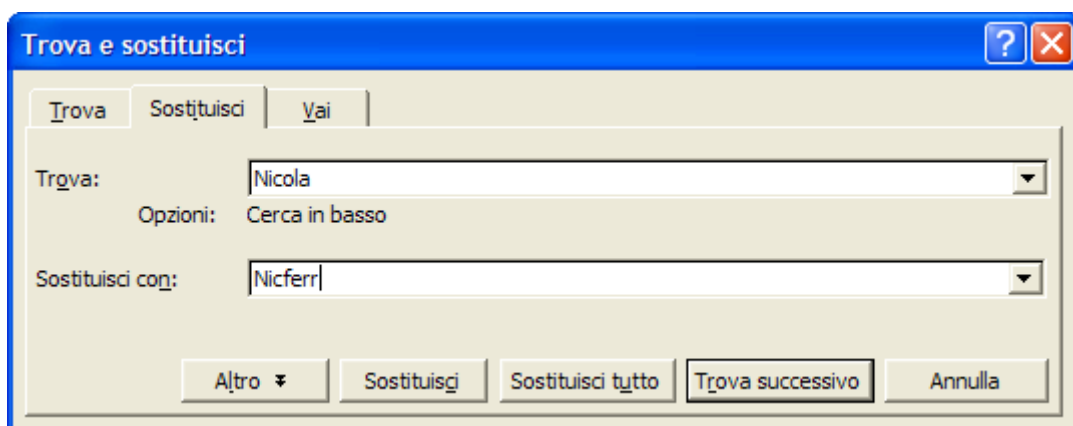 Trova e sostituisci
Trova Sostituisci Vai
Trova: Nicola
Opzioni: Cerca in basso
Sostituisci con: Nicferr
Altro Sostituisci Sostituisci tutto Trova successivo Annulla